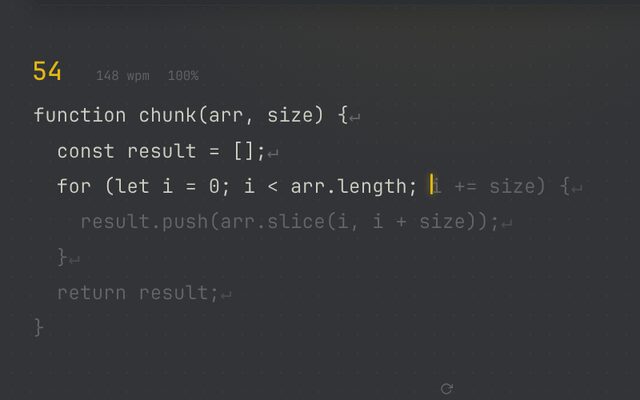 54 148 wpm 100%
function chunk(arr, size) {↵
  const result = [];↵
  for (let i = 0; i < arr.length; i += size) {↵
    result.push(arr.slice(i, i + size));↵
  }↵
  return result;↵
}